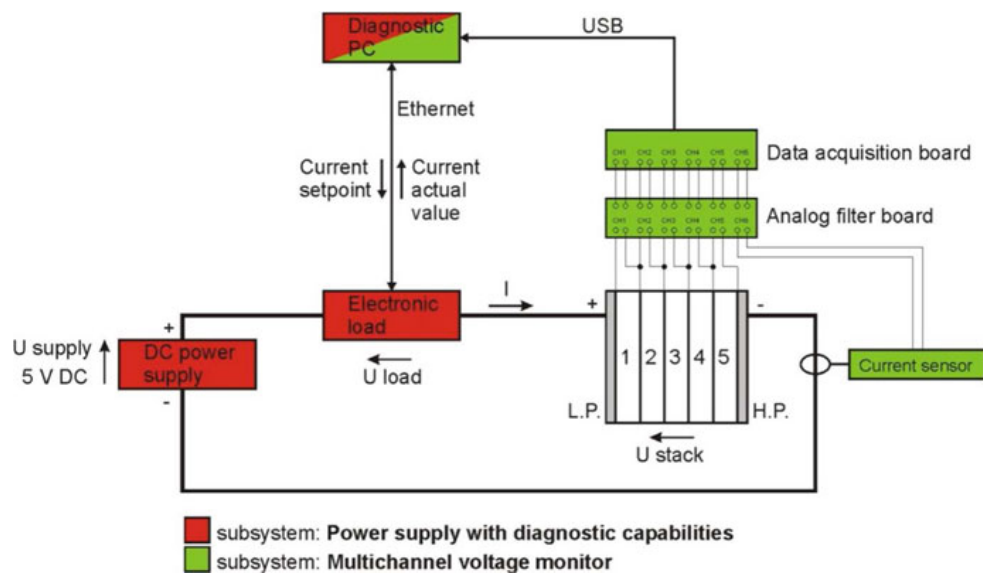 Diagnostic
PC
USB
Ethernet
Current
setpoint
Current
actual
value
Data acquisition board
CH1 CH2 CH3 CH4 CH5 CH6
Analog filter board
CH1 CH2 CH3 CH4 CH5 CH6
Electronic
load
I
+
-
+
U supply
5 V DC
DC power
supply
-
U load
1 2 3 4 5
L.P.
H.P.
U stack
Current sensor
subsystem: Power supply with diagnostic capabilities
subsystem: Multichannel voltage monitor